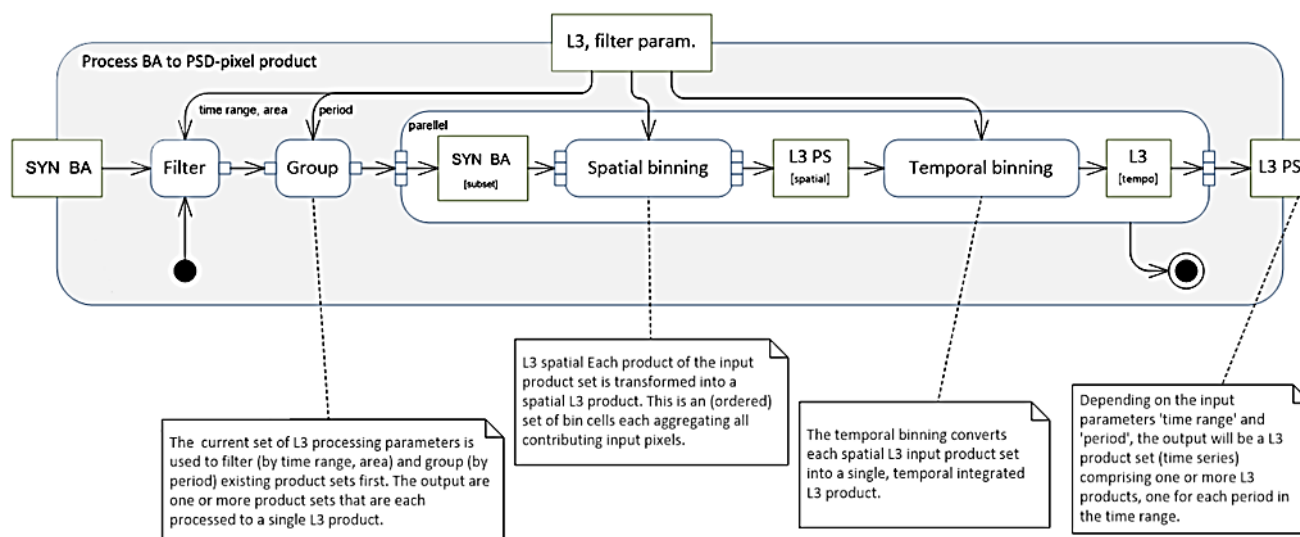 L3, filter param.
Process BA to PSD-pixel product
time range, area
period
parellel
SYN BA
Filter
Group
SYN BA
[subset]
Spatial binning
L3 PS
[spatial]
Temporal binning
L3
[tempo]
L3 PS
L3 spatial Each product of the input
product set is transformed into a
spatial L3 product. This is an (ordered)
set of bin cells each aggregating all
contributing input pixels.
The current set of L3 processing parameters is
used to filter (by time range, area) and group (by
period) existing product sets first. The output are
one or more product sets that are each
processed to a single L3 product.
The temporal binning converts
each spatial L3 input product set
into a single, temporal integrated
L3 product.
Depending on the input
parameters 'time range' and
'period', the output will be a L3
product set (time series)
comprising one or more L3
products, one for each period in
the time range.